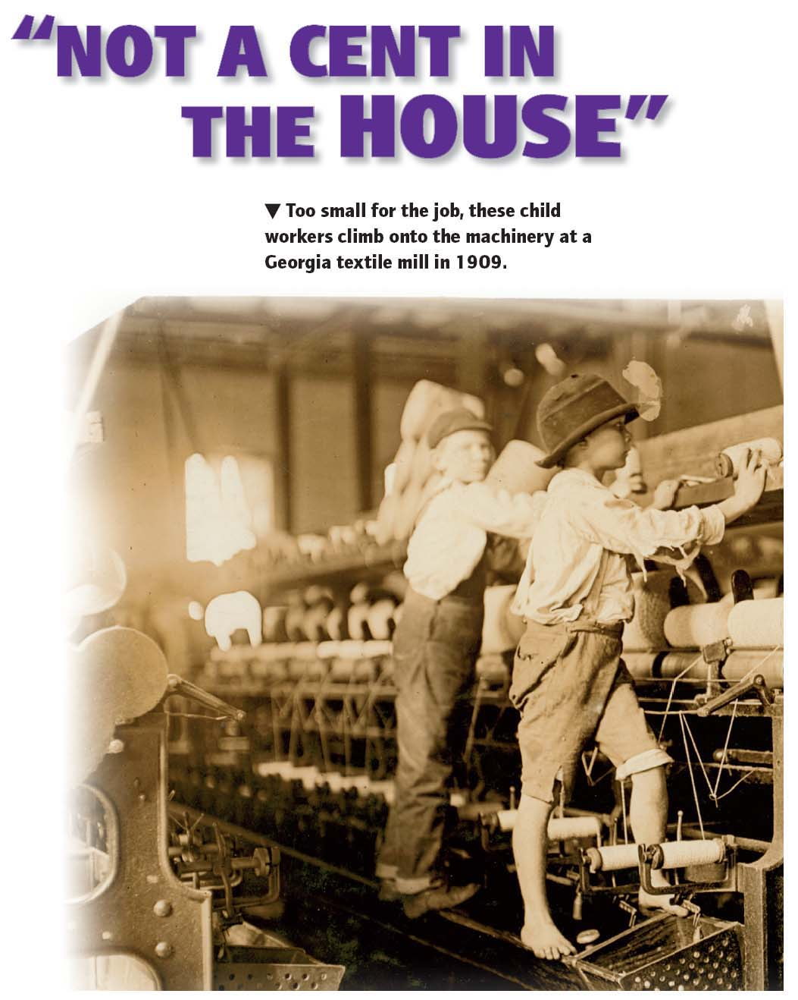 “NOT A CENT IN
THE HOUSE”
▼ Too small for the job, these child
workers climb onto the machinery at a
Georgia textile mill in 1909.